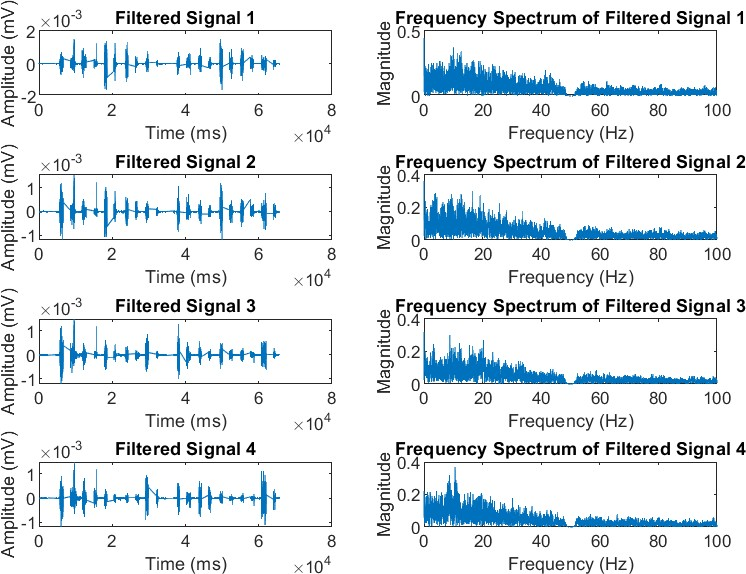 Filtered Signal 1
×10⁻³
2
0
-2
Amplitude (mV)
0 2 4 6 8
Time (ms)
×10⁴
Frequency Spectrum of Filtered Signal 1
0.5
0
Magnitude
0 20 40 60 80 100
Frequency (Hz)
Filtered Signal 2
×10⁻³
1
0
-1
Amplitude (mV)
0 2 4 6 8
Time (ms)
×10⁴
Frequency Spectrum of Filtered Signal 2
0.4
0.2
0
Magnitude
0 20 40 60 80 100
Frequency (Hz)
Filtered Signal 3
×10⁻³
1
0
-1
Amplitude (mV)
0 2 4 6 8
Time (ms)
×10⁴
Frequency Spectrum of Filtered Signal 3
0.4
0.2
0
Magnitude
0 20 40 60 80 100
Frequency (Hz)
Filtered Signal 4
×10⁻³
1
0
-1
Amplitude (mV)
0 2 4 6 8
Time (ms)
×10⁴
Frequency Spectrum of Filtered Signal 4
0.4
0.2
0
Magnitude
0 20 40 60 80 100
Frequency (Hz)